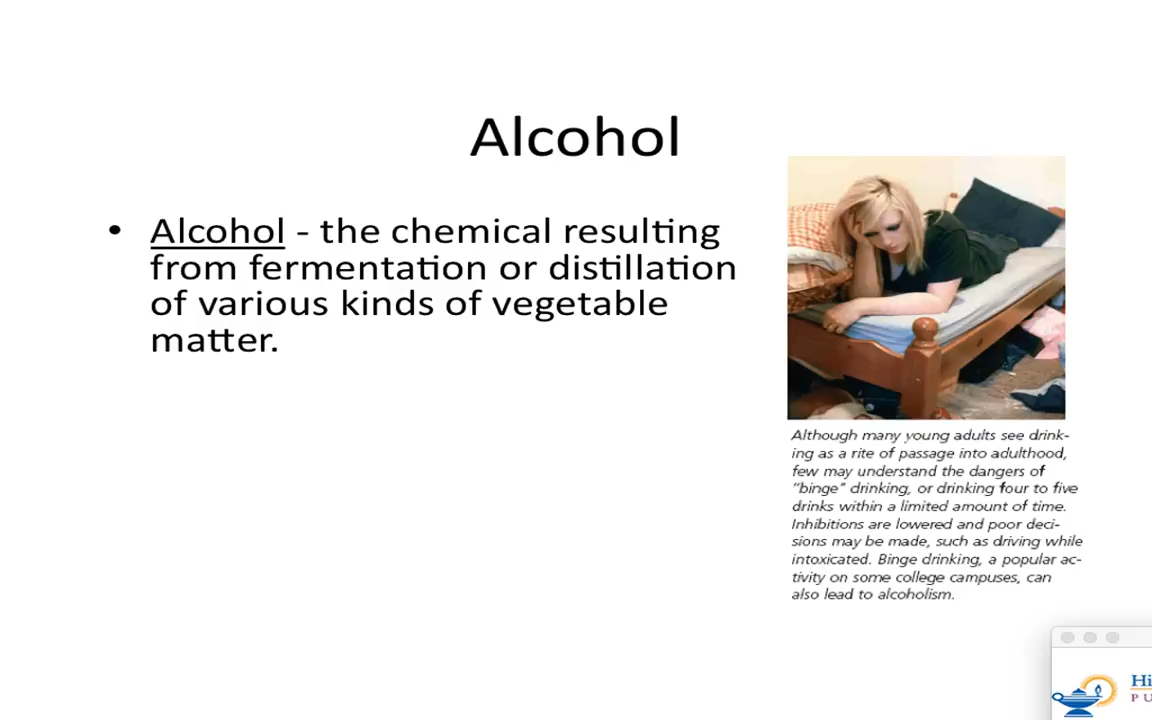 Alcohol
• Alcohol - the chemical resulting
from fermentation or distillation
of various kinds of vegetable
matter.
Although many young adults see drink-
ing as a rite of passage into adulthood,
few may understand the dangers of
"binge" drinking, or drinking four to five
drinks within a limited amount of time.
Inhibitions are lowered and poor deci-
sions may be made, such as driving while
intoxicated. Binge drinking, a popular ac-
tivity on some college campuses, can
also lead to alcoholism.
Hi
PU